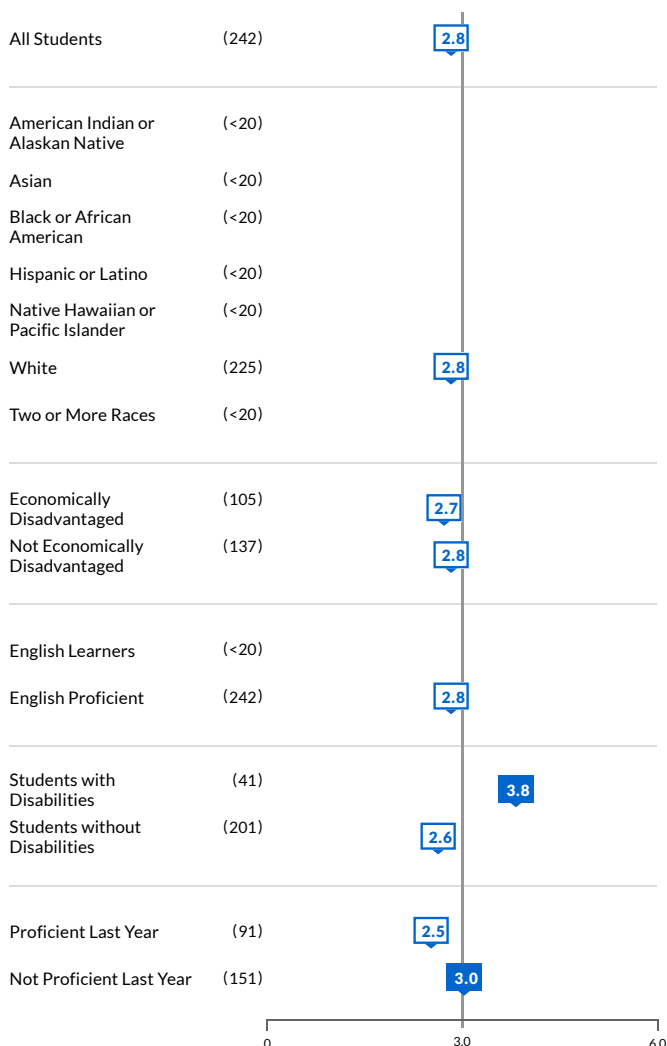 All Students (242) 2.8
American Indian or (<20)
Alaskan Native
Asian (<20)
Black or African (<20)
American
Hispanic or Latino (<20)
Native Hawaiian or (<20)
Pacific Islander
White (225) 2.8
Two or More Races (<20)
Economically (105) 2.7
Disadvantaged
Not Economically (137) 2.8
Disadvantaged
English Learners (<20)
English Proficient (242) 2.8
Students with (41) 3.8
Disabilities
Students without (201) 2.6
Disabilities
Proficient Last Year (91) 2.5
Not Proficient Last Year (151) 3.0
0 3.0 6.0